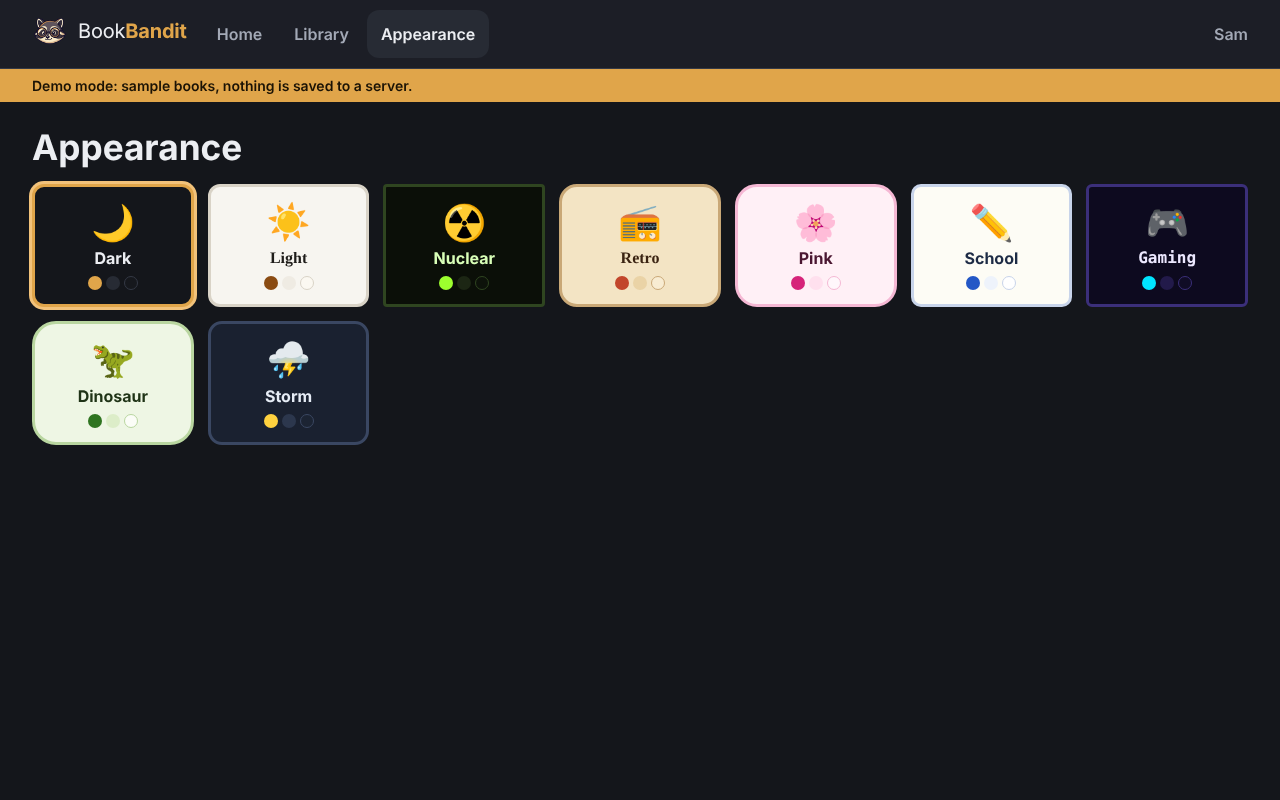 BookBandit
Home
Library
Appearance
Sam
Demo mode: sample books, nothing is saved to a server.
Appearance
Dark
Light
Nuclear
Retro
Pink
School
Gaming
Dinosaur
Storm